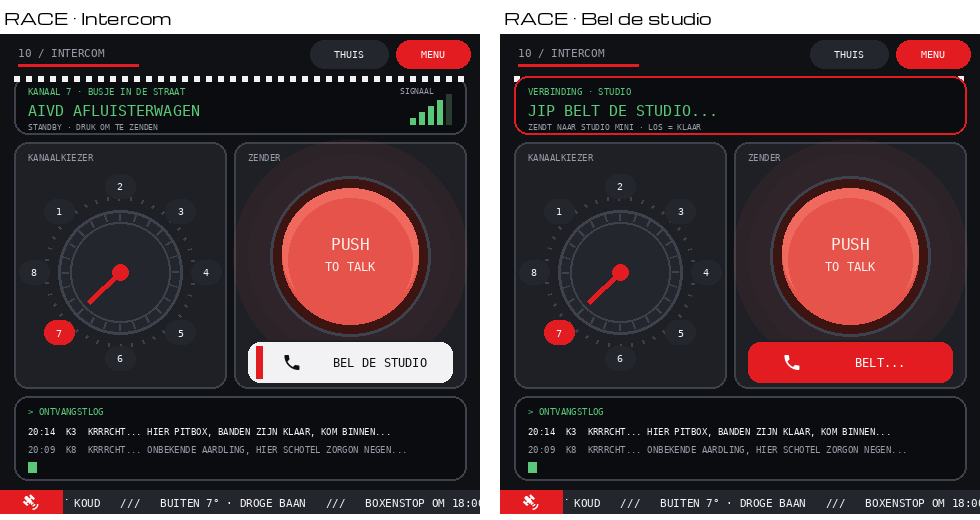 RACE · Intercom
10 / INTERCOM
THUIS
MENU
KANAAL 7 · BUSJE IN DE STRAAT
SIGNAAL
AIVD AFLUISTERWAGEN
STANDBY · DRUK OM TE ZENDEN
KANAALKIEZER
1
2
3
4
5
6
7
8
ZENDER
PUSH
TO TALK
BEL DE STUDIO
> ONTVANGSTLOG
20:14 K3 KRRRCHT... HIER PITBOX, BANDEN ZIJN KLAAR, KOM BINNEN...
20:09 K8 KRRRCHT... ONBEKENDE AARDLING, HIER SCHOTEL ZORGON NEGEN...
KOUD /// BUITEN 7° · DROGE BAAN /// BOXENSTOP OM 18:00
RACE · Bel de studio
10 / INTERCOM
THUIS
MENU
VERBINDING · STUDIO
JIP BELT DE STUDIO...
ZENDT NAAR STUDIO MINI · LOS = KLAAR
KANAALKIEZER
1
2
3
4
5
6
7
8
ZENDER
PUSH
TO TALK
BELT...
> ONTVANGSTLOG
20:14 K3 KRRRCHT... HIER PITBOX, BANDEN ZIJN KLAAR, KOM BINNEN...
20:09 K8 KRRRCHT... ONBEKENDE AARDLING, HIER SCHOTEL ZORGON NEGEN...
KOUD /// BUITEN 7° · DROGE BAAN /// BOXENSTOP OM 18:0